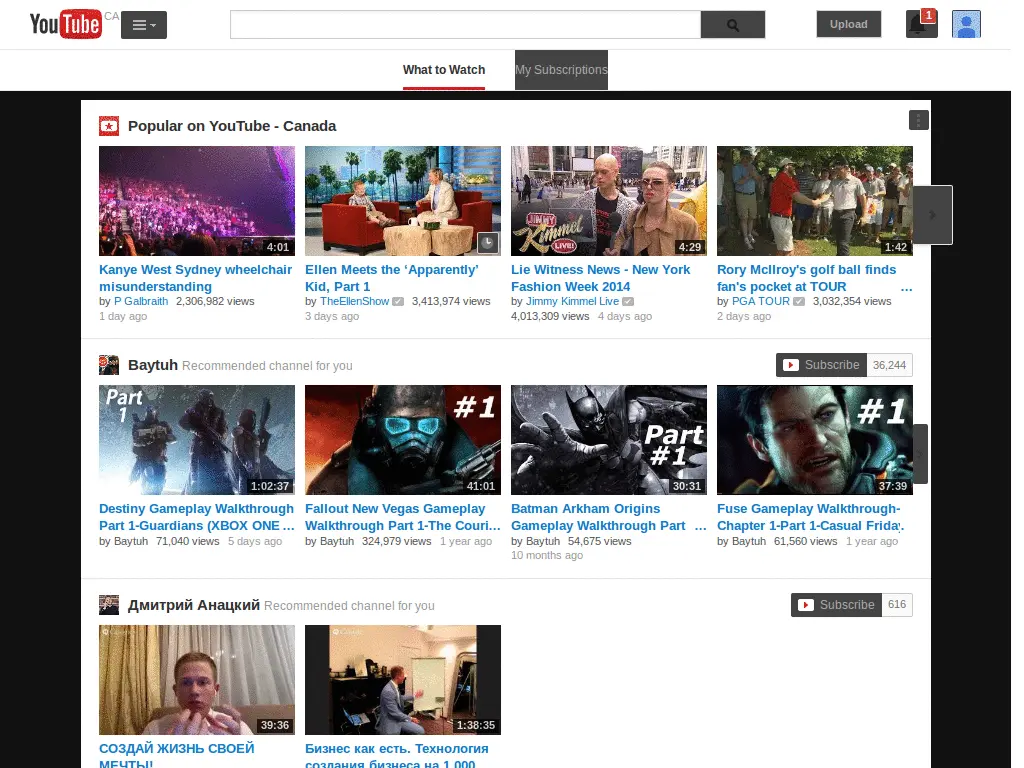 YouTube CA
Upload
1
What to Watch
My Subscriptions
Popular on YouTube - Canada
4:01
JIMMY
Kimmel
LIVE!
4:29
1:42
Kanye West Sydney wheelchair
misunderstanding
by P Galbraith 2,306,982 views
1 day ago
Ellen Meets the ‘Apparently’
Kid, Part 1
by TheEllenShow 3,413,974 views
3 days ago
Lie Witness News - New York
Fashion Week 2014
by Jimmy Kimmel Live
4,013,309 views 4 days ago
Rory McIlroy's golf ball finds
fan's pocket at TOUR ...
by PGA TOUR 3,032,354 views
2 days ago
Baytuh Recommended channel for you
Subscribe 36,244
Part
1
1:02:37
#1
41:01
Part
#1
30:31
#1
37:39
Destiny Gameplay Walkthrough
Part 1-Guardians (XBOX ONE ...
by Baytuh 71,040 views 5 days ago
Fallout New Vegas Gameplay
Walkthrough Part 1-The Couri...
by Baytuh 324,979 views 1 year ago
Batman Arkham Origins
Gameplay Walkthrough Part ...
by Baytuh 54,675 views
10 months ago
Fuse Gameplay Walkthrough-
Chapter 1-Part 1-Casual Friday.
by Baytuh 61,560 views 1 year ago
Дмитрий Анацкий Recommended channel for you
Subscribe 616
39:36
1:38:35
СОЗДАЙ ЖИЗНЬ СВОЕЙ
МЕЧТЫ!
Бизнес как есть. Технология
создания бизнеса на 1 000